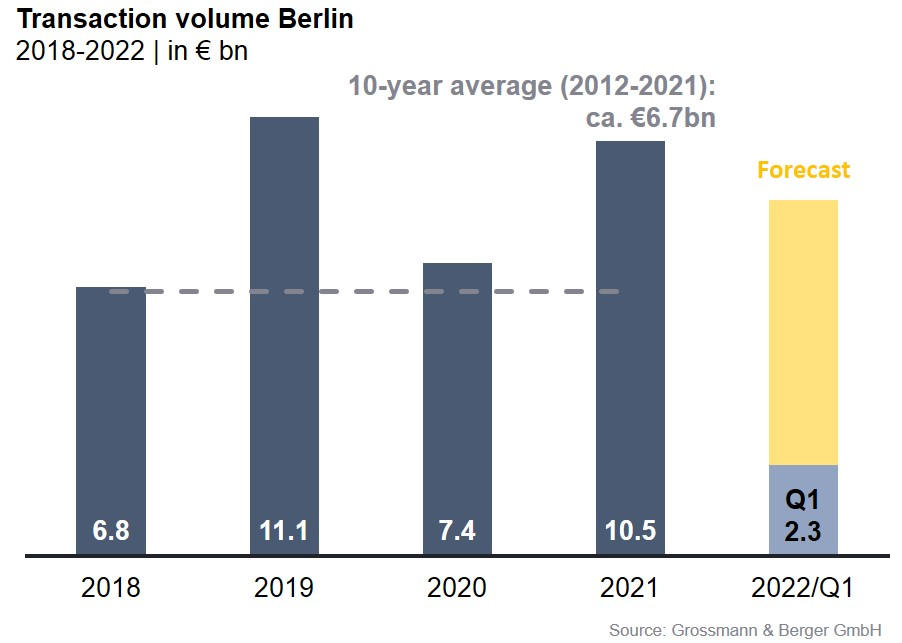 Transaction volume Berlin
2018-2022 | in € bn
10-year average (2012-2021):
ca. €6.7bn
Forecast
Q1
6.8 11.1 7.4 10.5 2.3
2018 2019 2020 2021 2022/Q1
Source: Grossmann & Berger GmbH